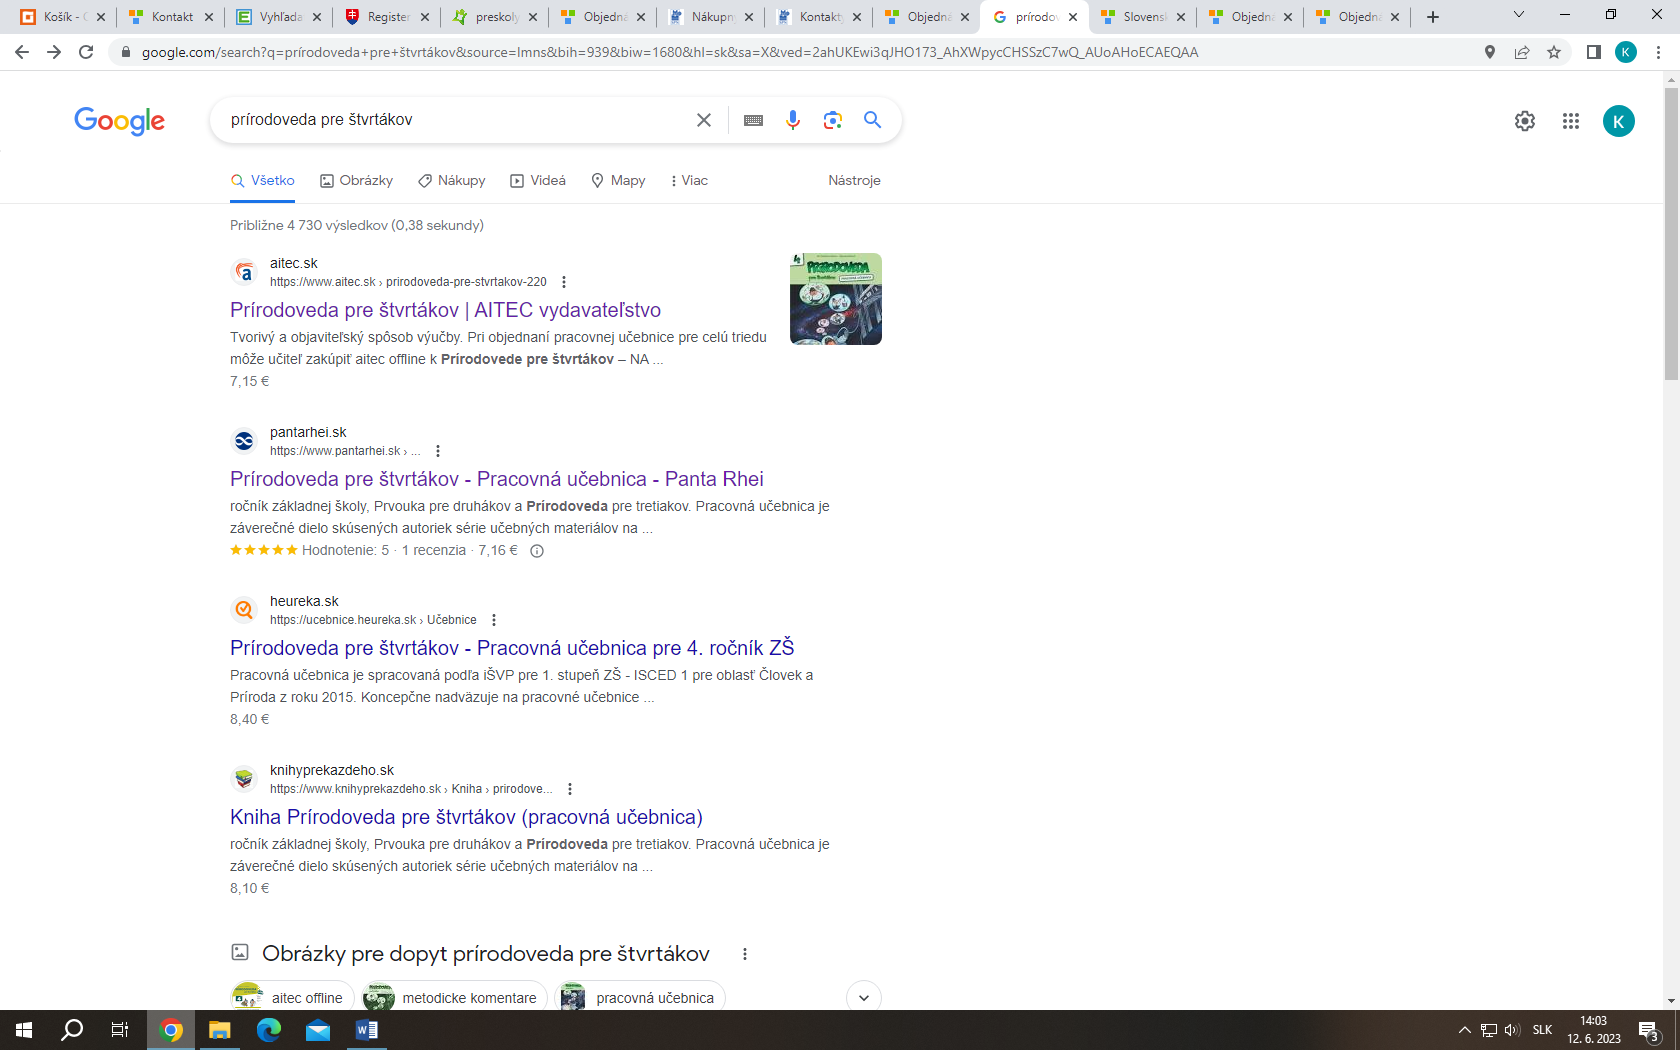 Košík - C
Kontakt
Vyhľada
Register
preskoly
Objedná
Nákupn
Kontakty
Objedná
prírodov
Slovens
Objedná
Objedná
google.com/search?q=prírodoveda+pre+štvrtákov&source=lmns&bih=939&biw=1680&hl=sk&sa=X&ved=2ahUKEwi3qJHO173_AhXWpycCHSSzC7wQ_AUoAHoECAEQAA
K
Google
prírodoveda pre štvrtákov
K
Všetko
Obrázky
Nákupy
Videá
Mapy
Viac
Nástroje
Približne 4 730 výsledkov (0,38 sekundy)
aitec.sk
https://www.aitec.sk › prirodoveda-pre-stvrtakov-220
Prírodoveda pre štvrtákov | AITEC vydavateľstvo
Tvorivý a objaviteľský spôsob výučby. Pri objednaní pracovnej učebnice pre celú triedu
môže učiteľ zakúpiť aitec offline k Prírodovede pre štvrtákov – NA ...
7,15 €
4
PRÍRODOVEDA
pantarhei.sk
https://www.pantarhei.sk › ...
Prírodoveda pre štvrtákov - Pracovná učebnica - Panta Rhei
ročník základnej školy, Prvouka pre druhákov a Prírodoveda pre tretiakov. Pracovná učebnica je
záverečné dielo skúsených autoriek série učebných materiálov na ...
Hodnotenie: 5 · 1 recenzia · 7,16 €
heureka.sk
https://ucebnice.heureka.sk › Učebnice
Prírodoveda pre štvrtákov - Pracovná učebnica pre 4. ročník ZŠ
Pracovná učebnica je spracovaná podľa iŠVP pre 1. stupeň ZŠ - ISCED 1 pre oblasť Človek a
Príroda z roku 2015. Koncepčne nadväzuje na pracovné učebnice ...
8,40 €
knihyprekazdeho.sk
https://www.knihyprekazdeho.sk › Kniha › prirodove...
Kniha Prírodoveda pre štvrtákov (pracovná učebnica)
ročník základnej školy, Prvouka pre druhákov a Prírodoveda pre tretiakov. Pracovná učebnica je
záverečné dielo skúsených autoriek série učebných materiálov na ...
8,10 €
Obrázky pre dopyt prírodoveda pre štvrtákov
aitec offline
metodicke komentare
pracovná učebnica
SLK
14:03
12. 6. 2023
3